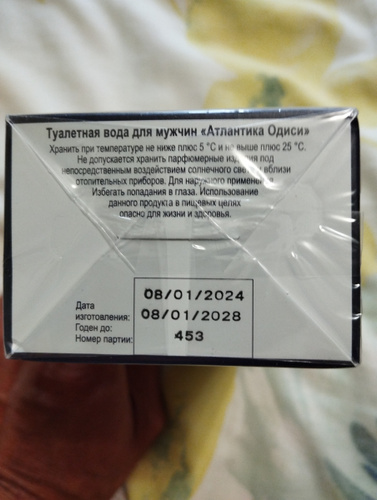 Туалетная вода для мужчин «Атлантика Одиси»
Хранить при температуре не ниже плюс 5 °С и не выше плюс 25 °С.
Не допускается хранить парфюмерные изделия под
непосредственным воздействием солнечного света и вблизи
отопительных приборов. Для наружного применения.
Избегать попадания в глаза. Использование
данного продукта в пищевых целях
опасно для жизни и здоровья.
08/01/2024
Дата
изготовления: 08/01/2028
Годен до:
Номер партии: 453